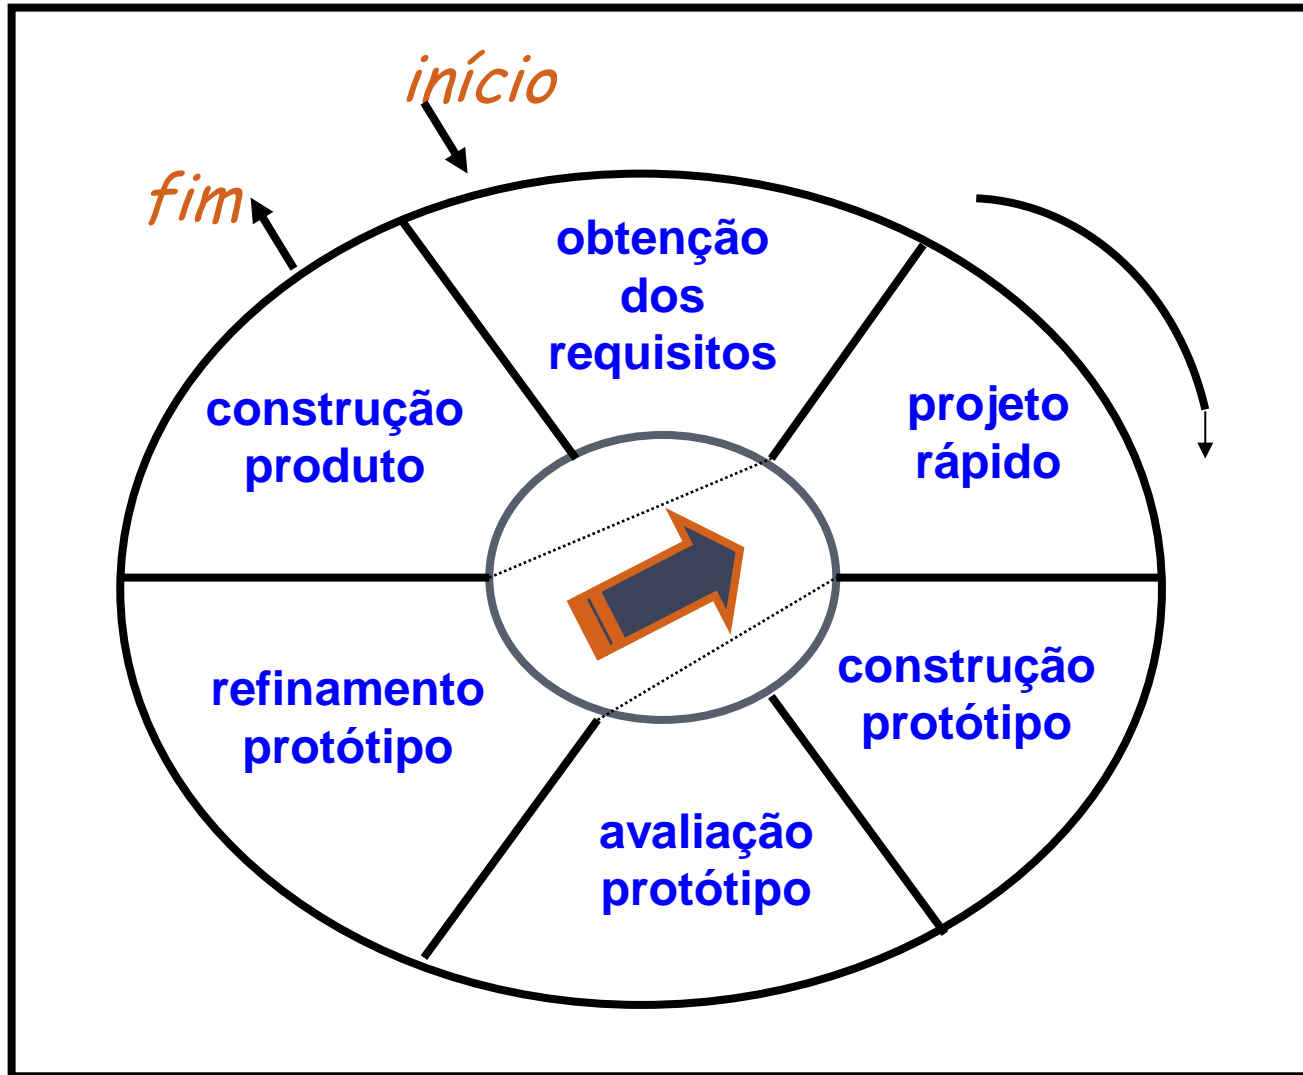 início
fim
obtenção
dos
requisitos
projeto
rápido
construção
protótipo
avaliação
protótipo
refinamento
protótipo
construção
produto